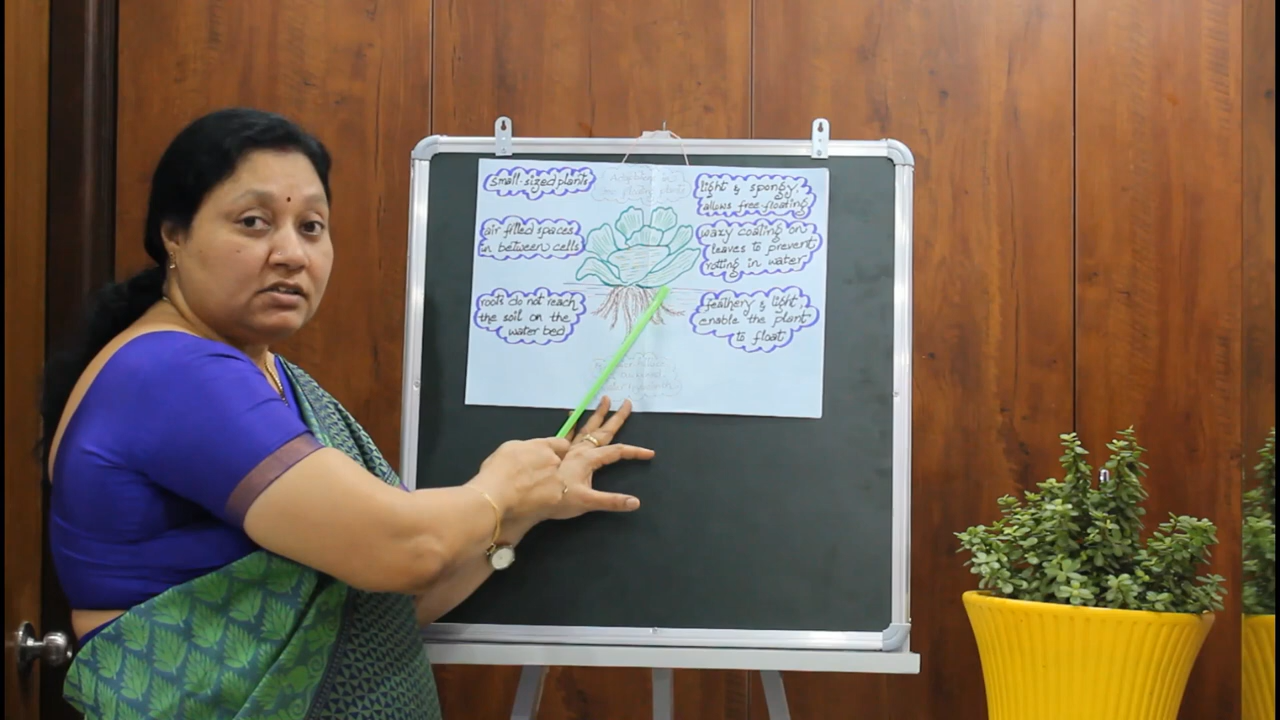 small-sized plants
air filled spaces
in between cells
roots do not reach
the soil on the
water bed
light & spongy,
allows free-floating
waxy coating on
leaves to prevent
rotting in water
feathery & light,
enable the plant
to float